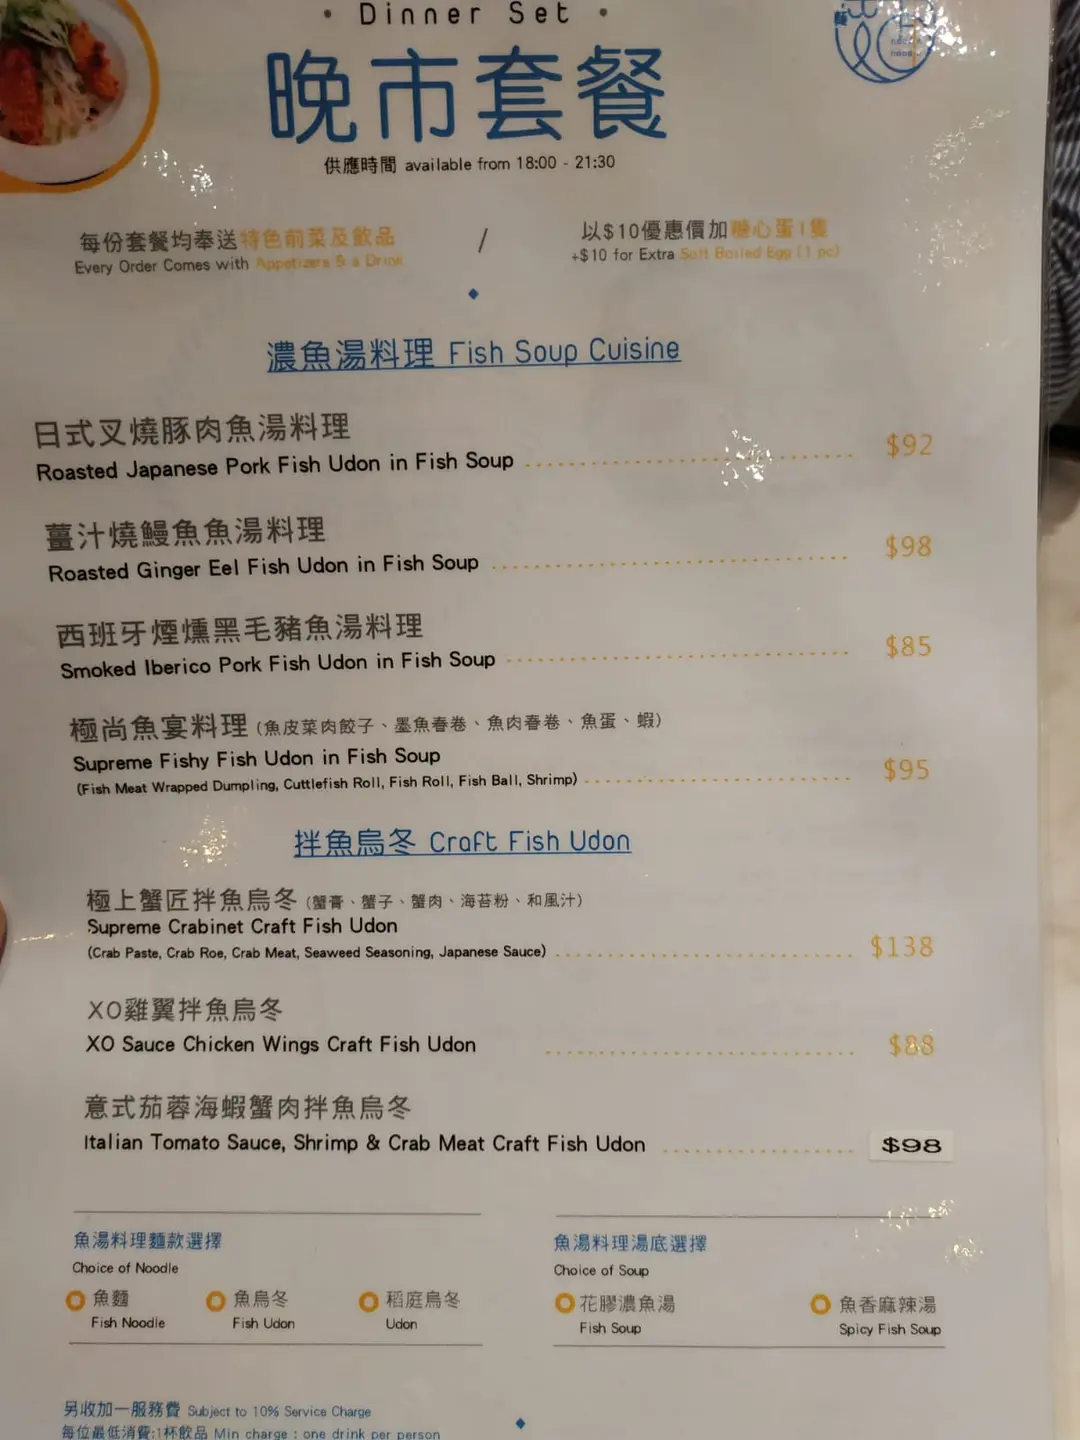 • Dinner Set •
晚市套餐
供應時間 available from 18:00 - 21:30
每份套餐均奉送特色前菜及飲品 / 以$10優惠價加糖心蛋1隻
Every Order Comes with Appetizers & a Drink +$10 for Extra Soft Boiled Egg (1 pc)
濃魚湯料理 Fish Soup Cuisine
日式叉燒豚肉魚湯料理
Roasted Japanese Pork Fish Udon in Fish Soup $92
薑汁燒鰻魚魚湯料理
Roasted Ginger Eel Fish Udon in Fish Soup $98
西班牙煙燻黑毛豬魚湯料理
Smoked Iberico Pork Fish Udon in Fish Soup $85
極尚魚宴料理 (魚皮菜肉餃子、墨魚春卷、魚肉春卷、魚蛋、蝦)
Supreme Fishy Fish Udon in Fish Soup
(Fish Meat Wrapped Dumpling, Cuttlefish Roll, Fish Roll, Fish Ball, Shrimp) $95
拌魚烏冬 Craft Fish Udon
極上蟹匠拌魚烏冬 (蟹膏、蟹子、蟹肉、海苔粉、和風汁)
Supreme Crabinet Craft Fish Udon
(Crab Paste, Crab Roe, Crab Meat, Seaweed Seasoning, Japanese Sauce) $138
XO雞翼拌魚烏冬
XO Sauce Chicken Wings Craft Fish Udon $88
意式茄蓉海蝦蟹肉拌魚烏冬
Italian Tomato Sauce, Shrimp & Crab Meat Craft Fish Udon $98
魚湯料理麵款選擇
Choice of Noodle
魚麵 魚烏冬 稻庭烏冬
Fish Noodle Fish Udon Udon
魚湯料理湯底選擇
Choice of Soup
花膠濃魚湯 魚香麻辣湯
Fish Soup Spicy Fish Soup
另收加一服務費 Subject to 10% Service Charge
每位最低消費:1杯飲品 Min charge : one drink per person